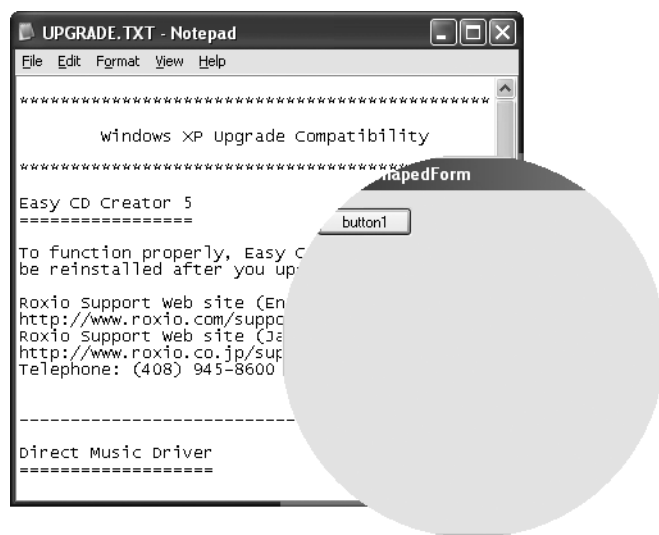 UPGRADE.TXT - Notepad
File Edit Format View Help
***********************************************
Windows XP Upgrade Compatibility
***********************************************
hapedForm
Easy CD Creator 5
=================
button1
To function properly, Easy C
be reinstalled after you up
Roxio Support Web site (En
http://www.roxio.com/suppo
Roxio Support Web site (Ja
http://www.roxio.co.jp/sup
Telephone: (408) 945-8600
----------------------------
Direct Music Driver
===================